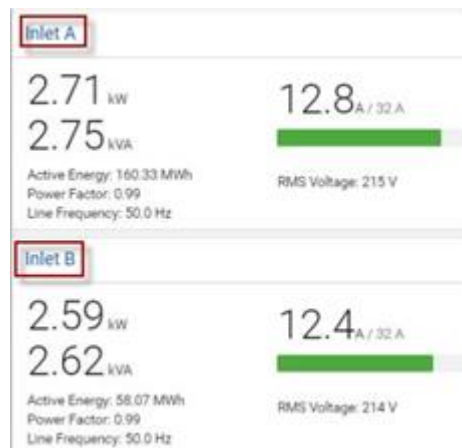 Inlet A
2.71 kW
12.8 A / 32 A
2.75 kVA
Active Energy: 160.33 MWh
RMS Voltage: 215 V
Power Factor: 0.99
Line Frequency: 50.0 Hz
Inlet B
2.59 kW
12.4 A / 32 A
2.62 kVA
Active Energy: 58.07 MWh
RMS Voltage: 214 V
Power Factor: 0.99
Line Frequency: 50.0 Hz